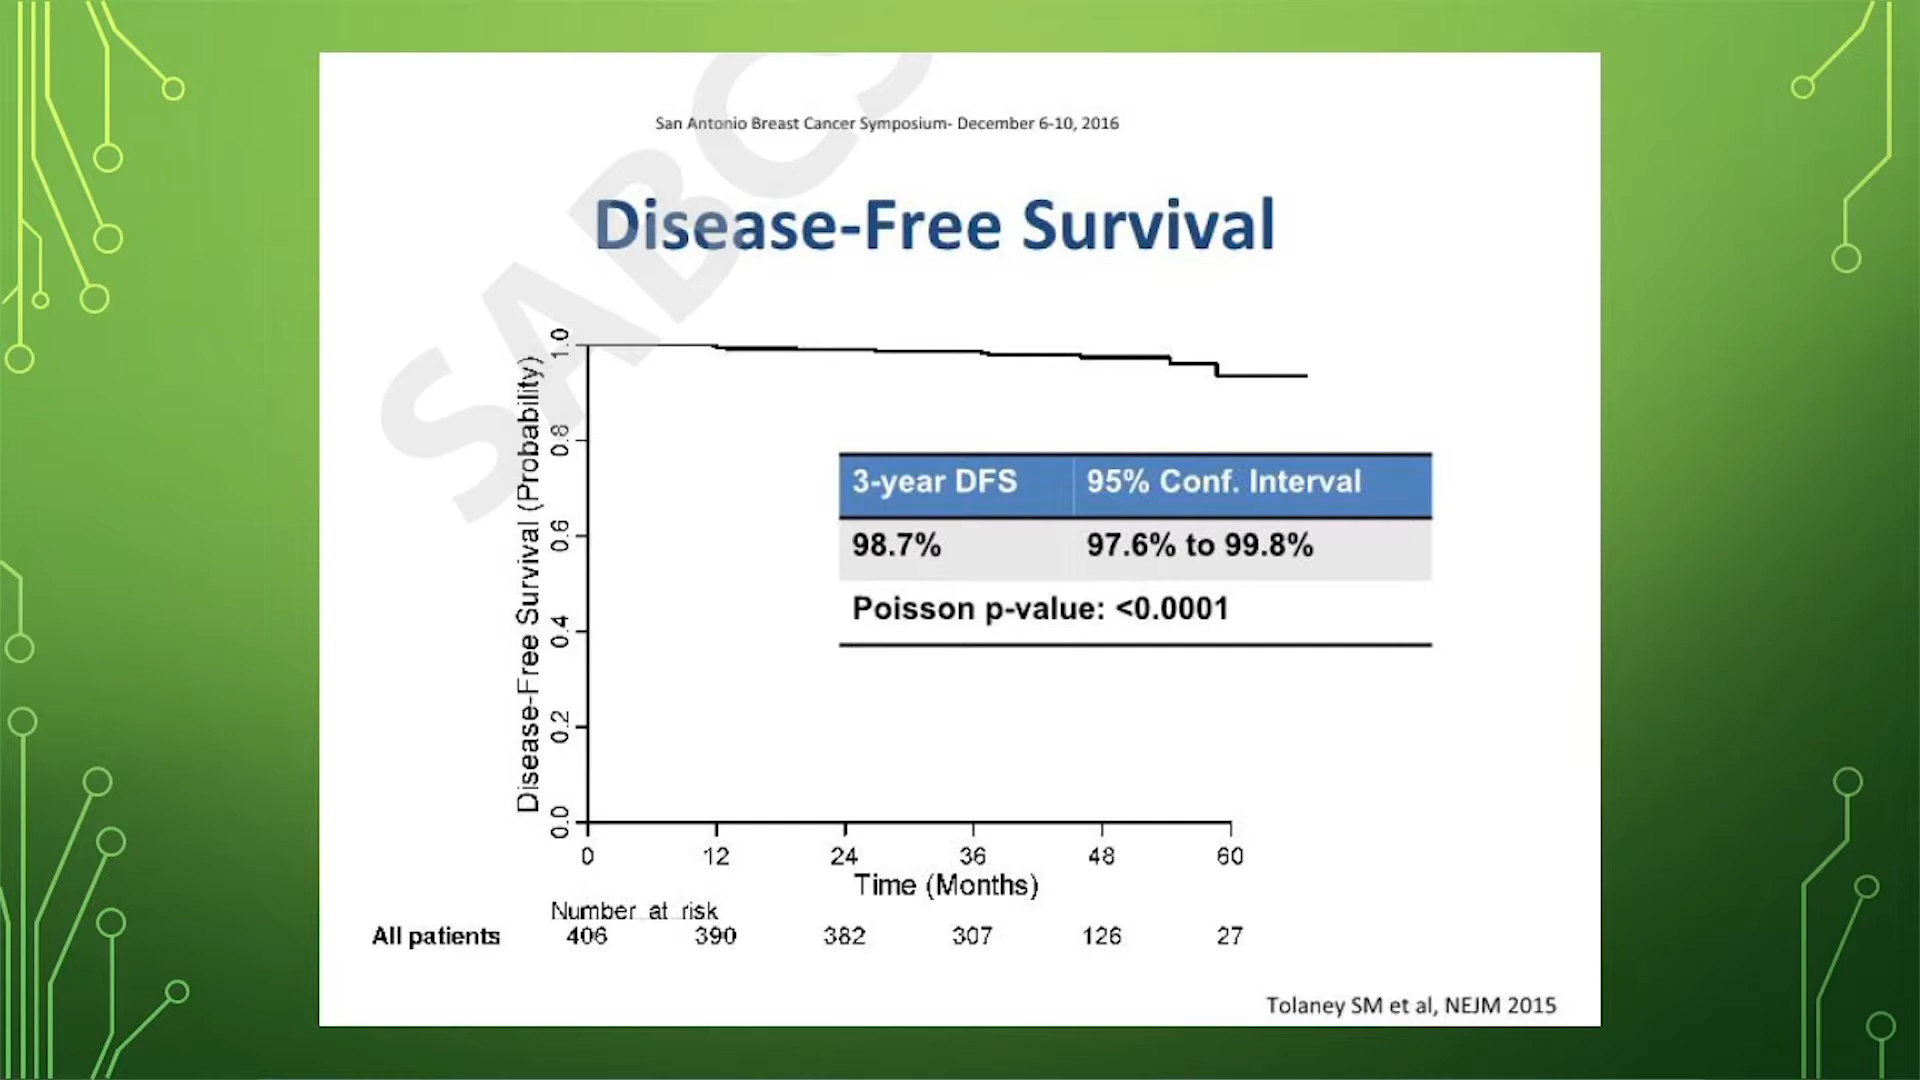 San Antonio Breast Cancer Symposium- December 6-10, 2016
SABCS
Disease-Free Survival
Disease-Free Survival (Probability)
1.0
0.8
0.6
0.4
0.2
0.0
3-year DFS 95% Conf. Interval
98.7% 97.6% to 99.8%
Poisson p-value: <0.0001
0 12 24 36 48 60
Time (Months)
Number at risk
All patients 406 390 382 307 126 27
Tolaney SM et al, NEJM 2015